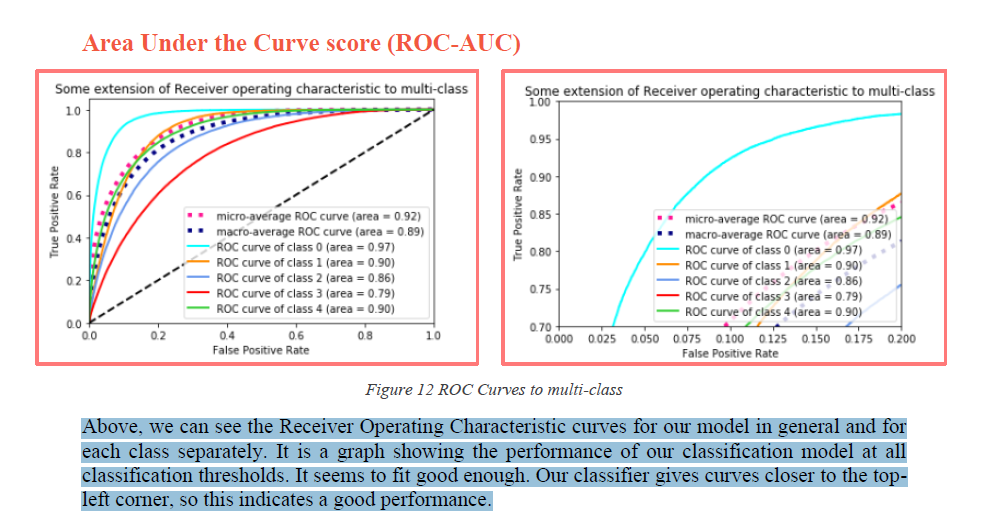 Area Under the Curve score (ROC-AUC)
Some extension of Receiver operating characteristic to multi-class
1.0
0.8
0.6
0.4
0.2
0.0
True Positive Rate
micro-average ROC curve (area = 0.92)
macro-average ROC curve (area = 0.89)
ROC curve of class 0 (area = 0.97)
ROC curve of class 1 (area = 0.90)
ROC curve of class 2 (area = 0.86)
ROC curve of class 3 (area = 0.79)
ROC curve of class 4 (area = 0.90)
0.0 0.2 0.4 0.6 0.8 1.0
False Positive Rate
Some extension of Receiver operating characteristic to multi-class
1.00
0.95
0.90
0.85
0.80
0.75
0.70
True Positive Rate
micro-average ROC curve (area = 0.92)
macro-average ROC curve (area = 0.89)
ROC curve of class 0 (area = 0.97)
ROC curve of class 1 (area = 0.90)
ROC curve of class 2 (area = 0.86)
ROC curve of class 3 (area = 0.79)
ROC curve of class 4 (area = 0.90)
0.000 0.025 0.050 0.075 0.100 0.125 0.150 0.175 0.200
False Positive Rate
Figure 12 ROC Curves to multi-class
Above, we can see the Receiver Operating Characteristic curves for our model in general and for
each class separately. It is a graph showing the performance of our classification model at all
classification thresholds. It seems to fit good enough. Our classifier gives curves closer to the top-
left corner, so this indicates a good performance.